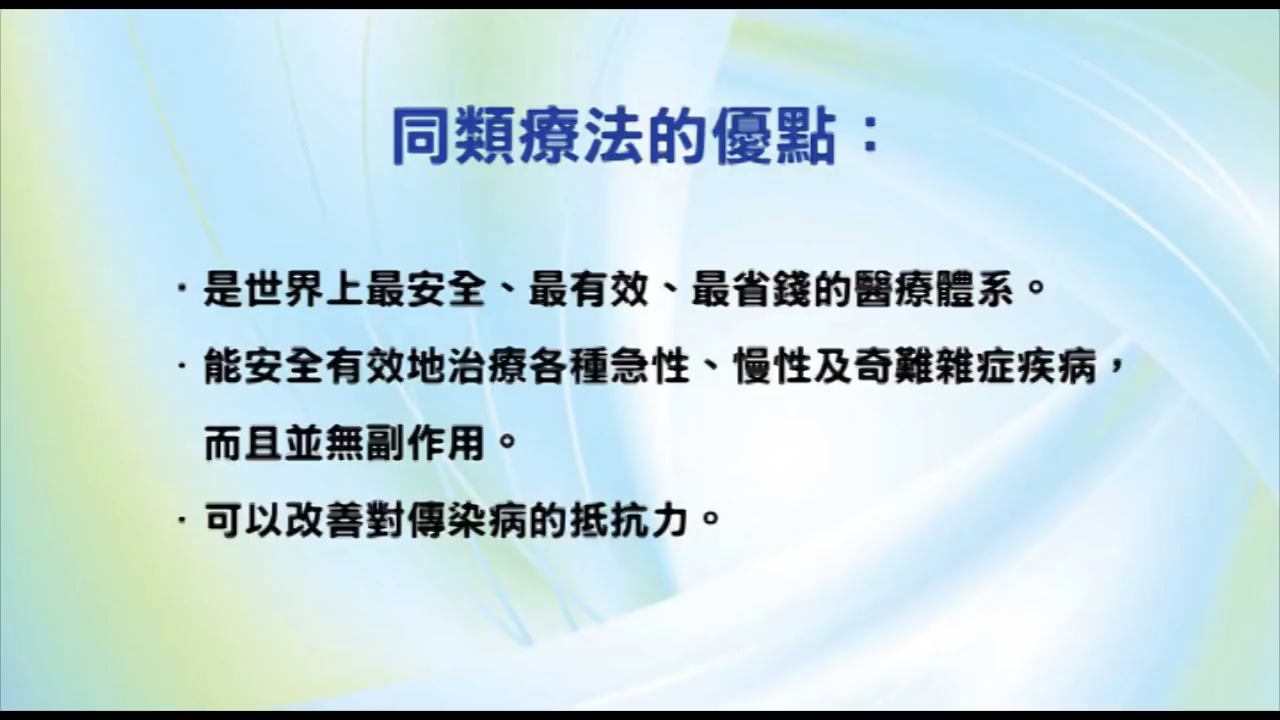 同類療法的優點：
· 是世界上最安全、最有效、最省錢的醫療體系。
· 能安全有效地治療各種急性、慢性及奇難雜症疾病，
而且並無副作用。
· 可以改善對傳染病的抵抗力。